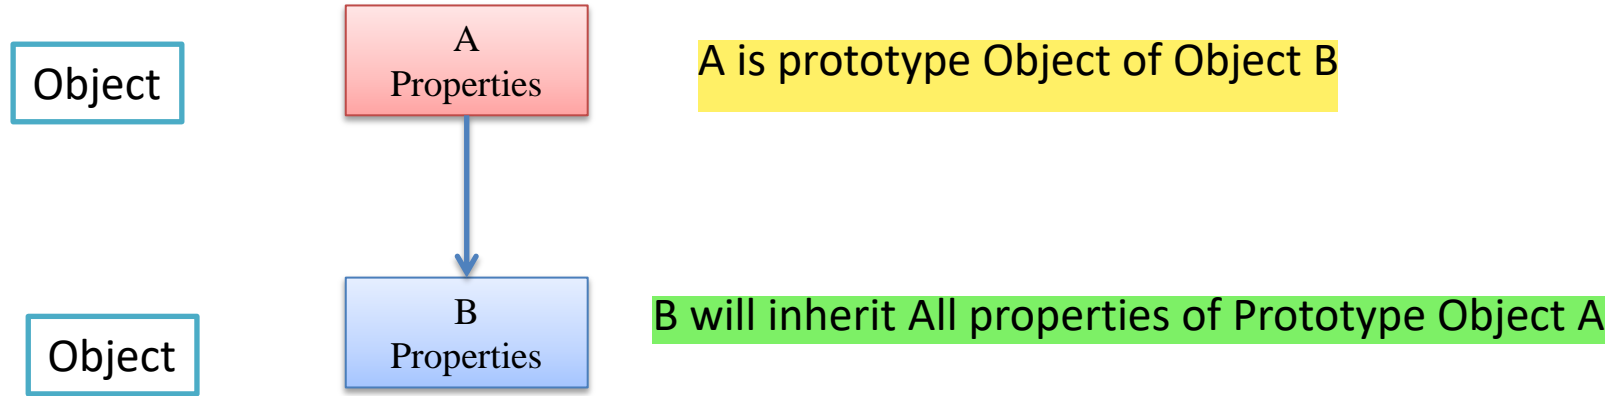 Object
A
Properties
A is prototype Object of Object B
Object
B
Properties
B will inherit All properties of Prototype Object A